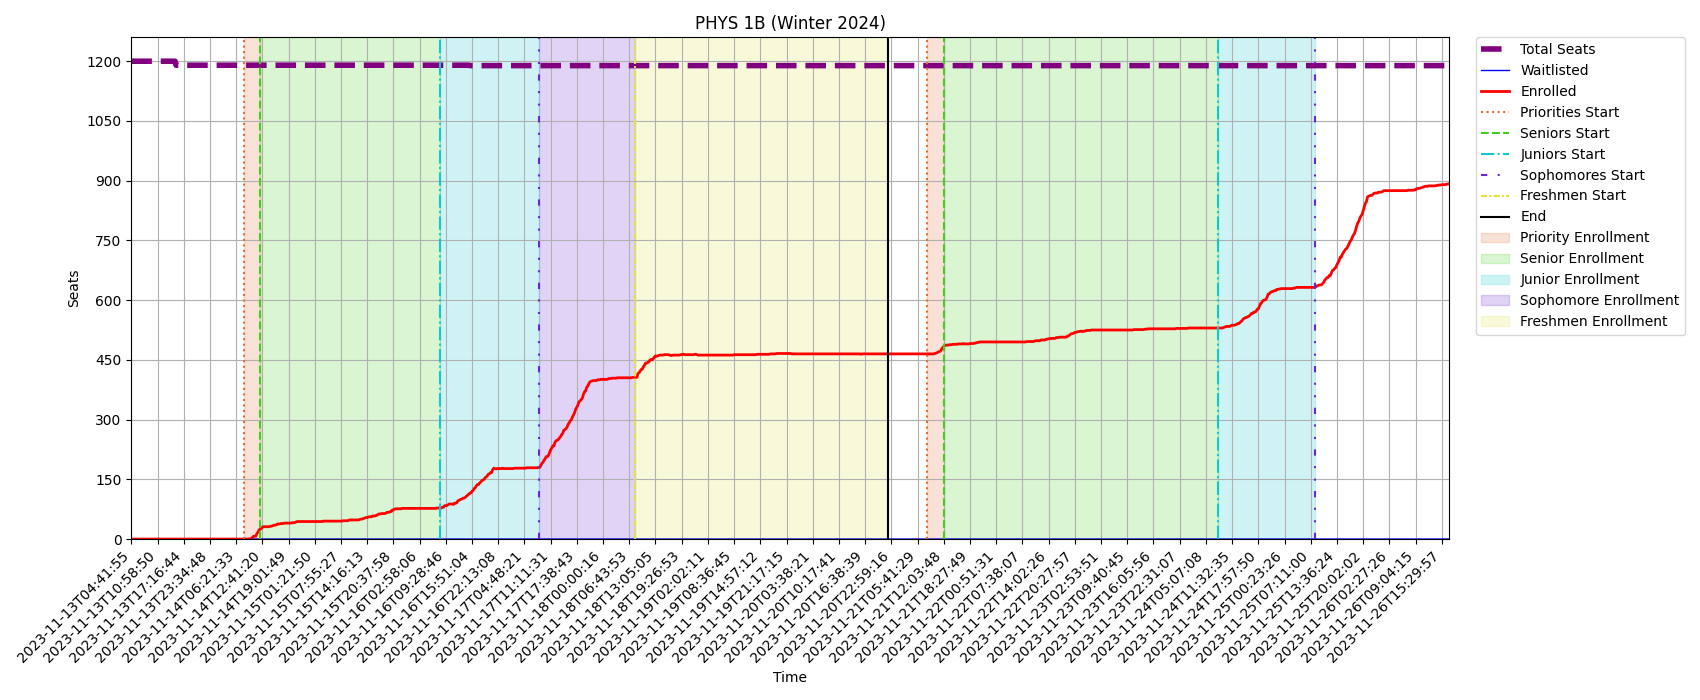 PHYS 1B (Winter 2024)
Seats
1200
1050
900
750
600
450
300
150
0
2023-11-13T04:41:55
2023-11-13T10:58:50
2023-11-13T17:16:44
2023-11-13T23:34:48
2023-11-14T06:21:33
2023-11-14T12:41:20
2023-11-14T19:01:49
2023-11-15T01:21:50
2023-11-15T07:55:27
2023-11-15T14:16:13
2023-11-15T20:37:58
2023-11-16T02:58:06
2023-11-16T09:28:46
2023-11-16T15:51:04
2023-11-16T22:13:08
2023-11-17T04:48:21
2023-11-17T11:11:31
2023-11-17T17:38:43
2023-11-18T00:00:16
2023-11-18T06:43:53
2023-11-18T13:05:05
2023-11-18T19:26:53
2023-11-19T02:02:11
2023-11-19T08:36:45
2023-11-19T14:57:12
2023-11-19T21:17:15
2023-11-20T03:38:21
2023-11-20T10:17:41
2023-11-20T16:38:39
2023-11-20T22:59:16
2023-11-21T05:41:29
2023-11-21T12:03:48
2023-11-21T18:27:49
2023-11-22T00:51:31
2023-11-22T07:38:07
2023-11-22T14:02:26
2023-11-22T20:27:57
2023-11-23T02:53:51
2023-11-23T09:40:45
2023-11-23T16:05:56
2023-11-23T22:31:07
2023-11-24T05:07:08
2023-11-24T11:32:35
2023-11-24T17:57:50
2023-11-25T00:23:26
2023-11-25T07:11:00
2023-11-25T13:36:24
2023-11-25T20:02:02
2023-11-26T02:27:26
2023-11-26T09:04:15
2023-11-26T15:29:57
Time
Total Seats
Waitlisted
Enrolled
Priorities Start
Seniors Start
Juniors Start
Sophomores Start
Freshmen Start
End
Priority Enrollment
Senior Enrollment
Junior Enrollment
Sophomore Enrollment
Freshmen Enrollment